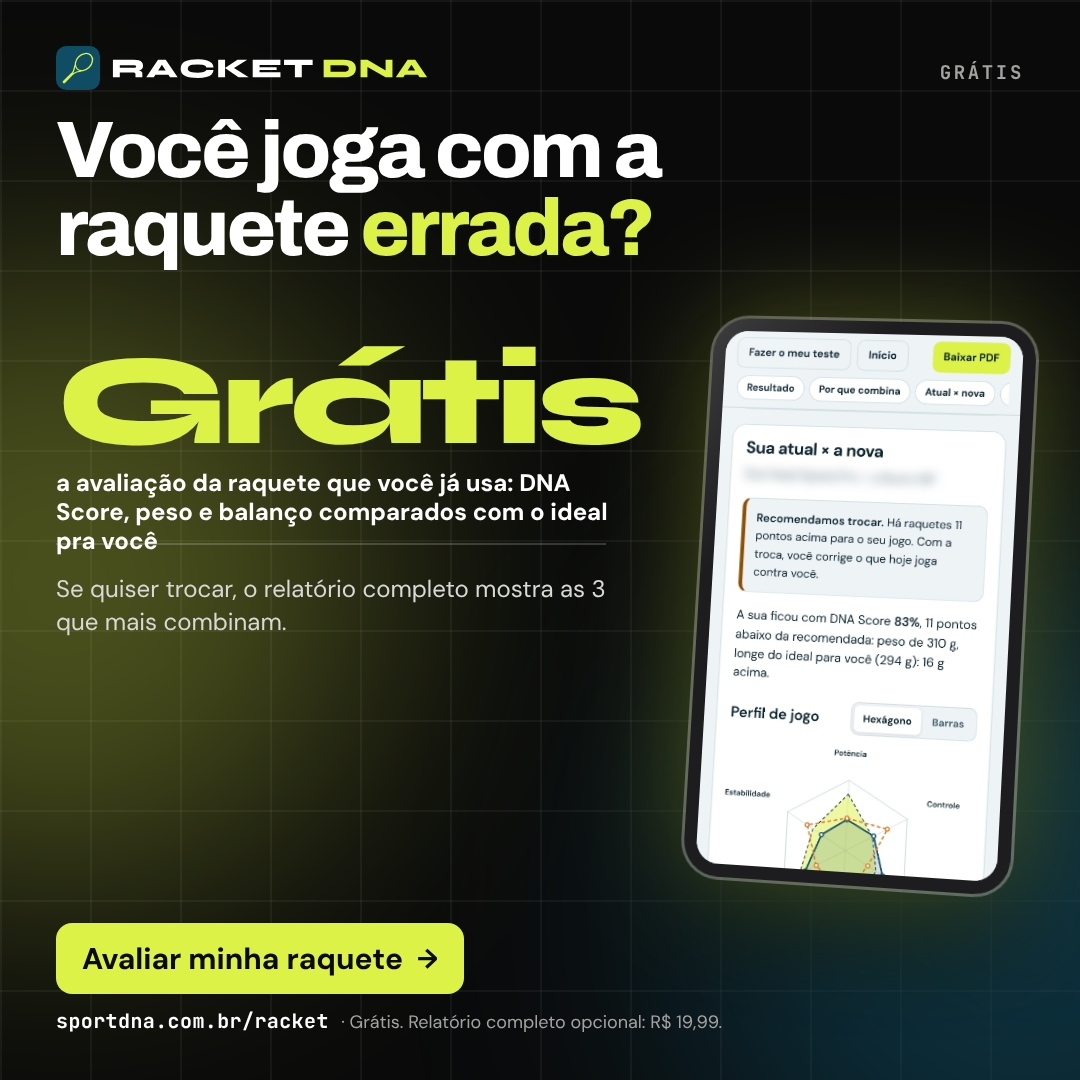 RACKET DNA
GRÁTIS
Você joga com a
raquete errada?
Grátis
a avaliação da raquete que você já usa: DNA
Score, peso e balanço comparados com o ideal
pra você
Se quiser trocar, o relatório completo mostra as 3
que mais combinam.
Fazer o meu teste
Início
Baixar PDF
Resultado
Por que combina
Atual × nova
Sua atual × a nova
Recomendamos trocar. Há raquetes 11
pontos acima para o seu jogo. Com a
troca, você corrige o que hoje joga
contra você.
A sua ficou com DNA Score 83%, 11 pontos
abaixo da recomendada: peso de 310 g,
longe do ideal para você (294 g): 16 g
acima.
Perfil de jogo
Hexágono
Barras
Potência
Estabilidade
Controle
Avaliar minha raquete →
sportdna.com.br/racket · Grátis. Relatório completo opcional: R$ 19,99.